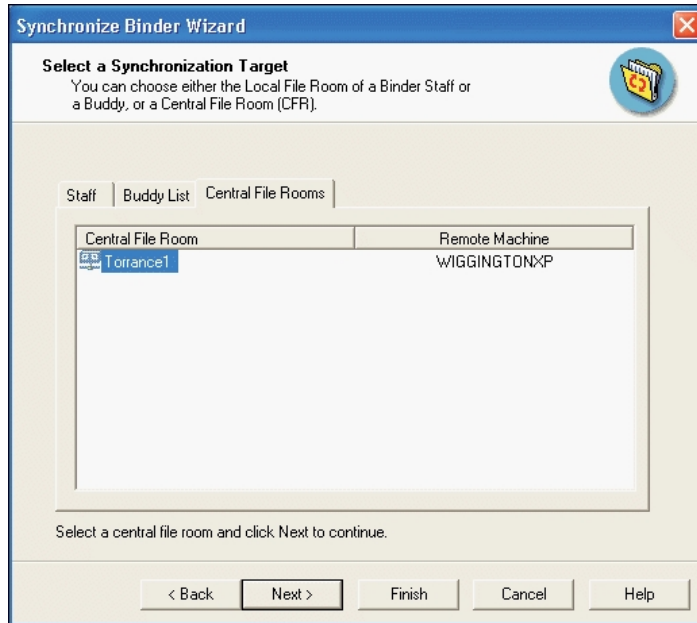 Synchronize Binder Wizard
Select a Synchronization Target
You can choose either the Local File Room of a Binder Staff or
a Buddy, or a Central File Room (CFR).
Staff Buddy List Central File Rooms
Central File Room Remote Machine
Torrance1 WIGGINGTONXP
Select a central file room and click Next to continue.
< Back Next > Finish Cancel Help